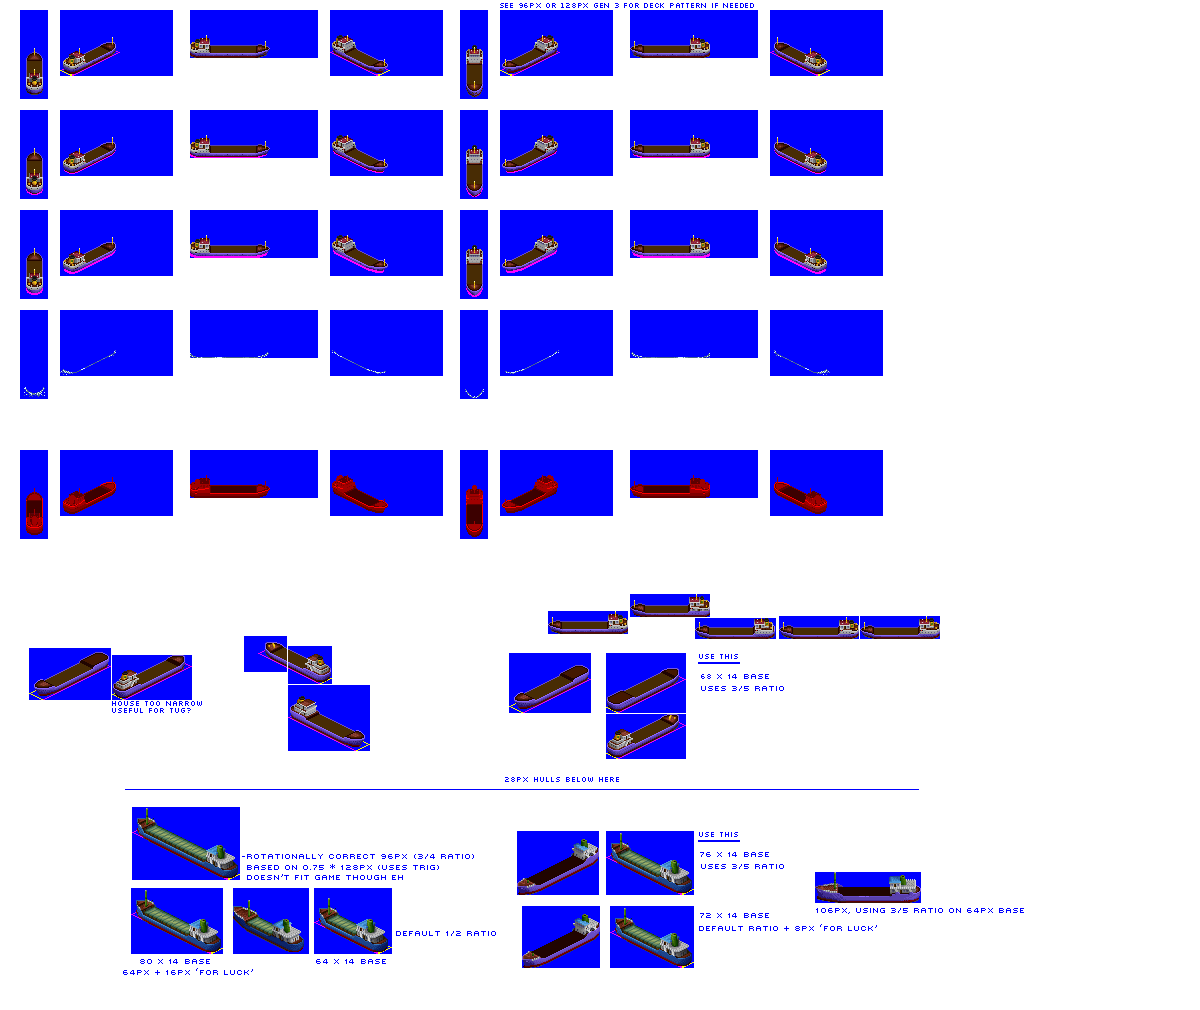 SEE 96PX OR 128PX GEN 3 FOR DECK PATTERN IF NEEDED
USE THIS
68 X 14 BASE
USES 3/5 RATIO
HOUSE TOO NARROW
USEFUL FOR TUG?
28PX HULLS BELOW HERE
-ROTATIONALLY CORRECT 96PX (3/4 RATIO)
BASED ON 0.75 * 128PX (USES TRIG)
DOESN'T FIT GAME THOUGH EH
USE THIS
76 X 14 BASE
USES 3/5 RATIO
106PX, USING 3/5 RATIO ON 64PX BASE
72 X 14 BASE
DEFAULT RATIO + 8PX 'FOR LUCK'
DEFAULT 1/2 RATIO
80 X 14 BASE
64PX + 16PX 'FOR LUCK'
64 X 14 BASE